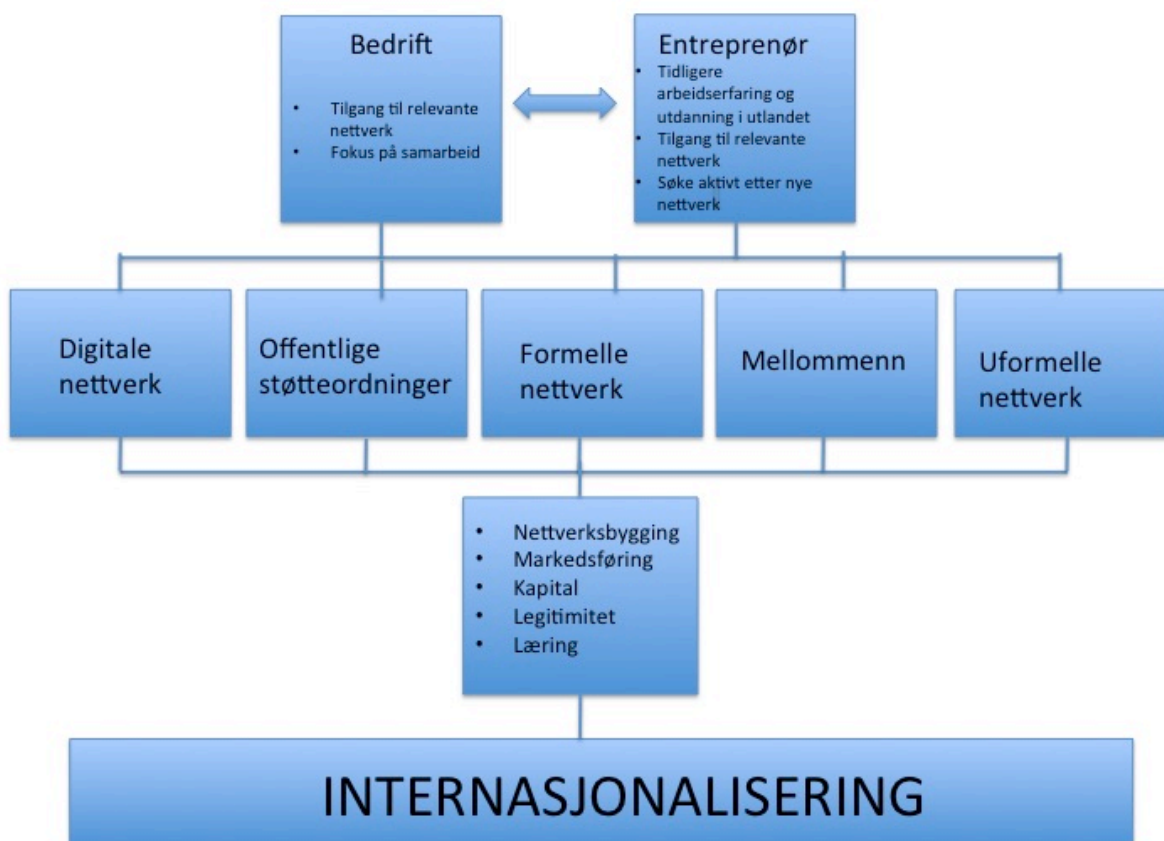 Bedrift
• Tilgang til relevante
nettverk
• Fokus på samarbeid
Entreprenør
• Tidligere
arbeidserfaring og
utdanning i utlandet
• Tilgang til relevante
nettverk
• Søke aktivt etter nye
nettverk
Digitale
nettverk
Offentlige
støtteordninger
Formelle
nettverk
Mellommenn
Uformelle
nettverk
• Nettverksbygging
• Markedsføring
• Kapital
• Legitimitet
• Læring
INTERNASJONALISERING